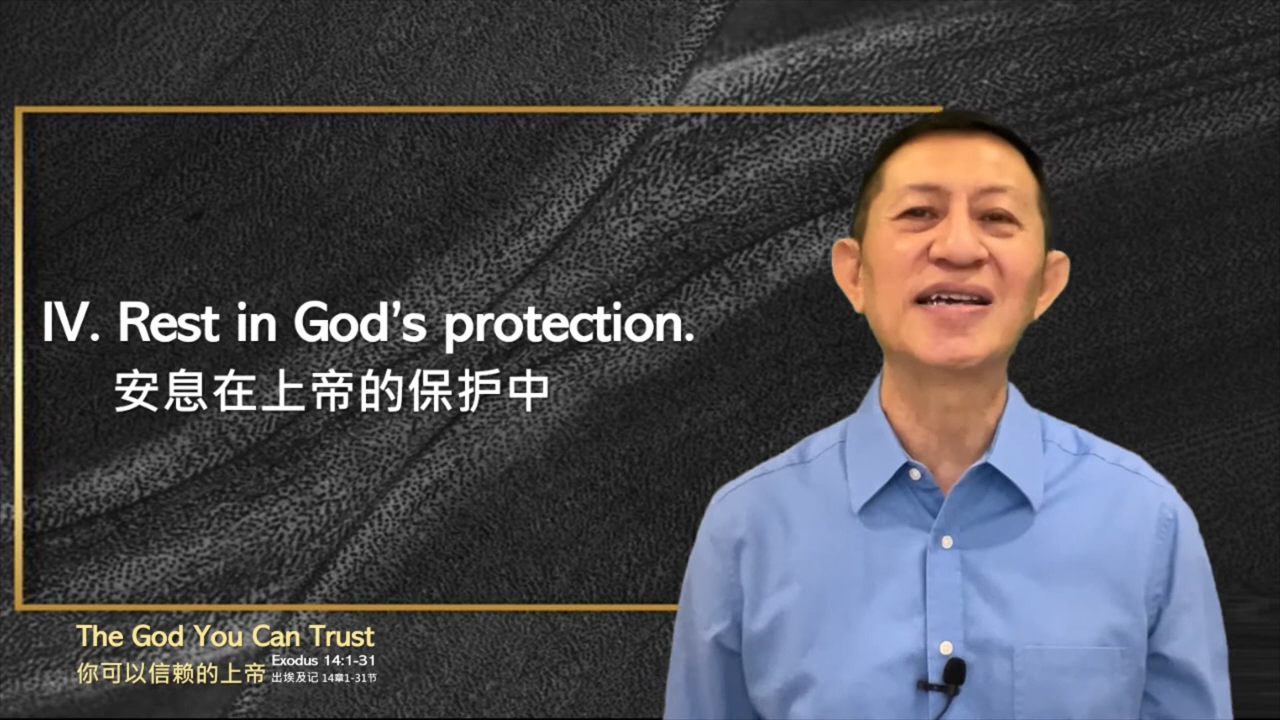 IV. Rest in God's protection.
安息在上帝的保护中
The God You Can Trust
你可以信赖的上帝
Exodus 14:1-31
出埃及记 14章1-31节